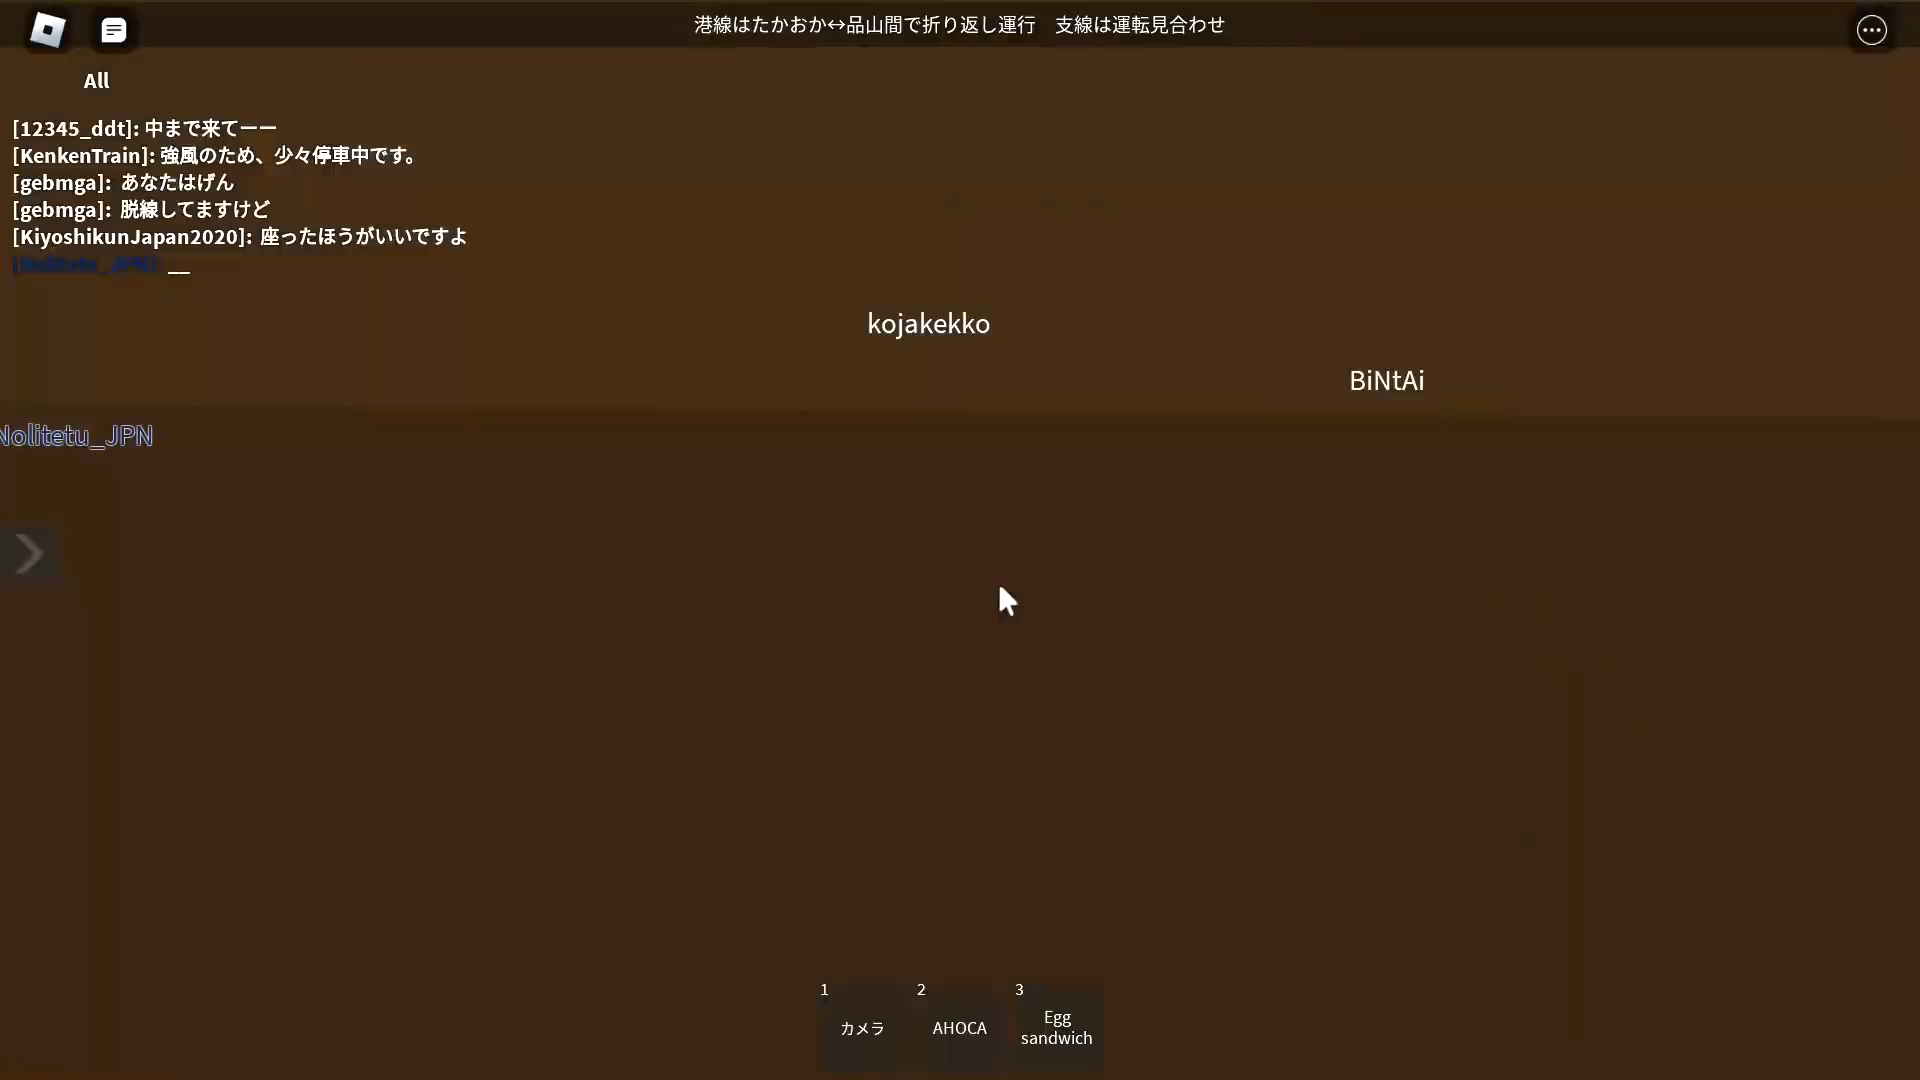 港線はたかおか↔品山間で折り返し運行　支線は運転見合わせ
All
[12345_ddt]: 中まで来てーー
[KenkenTrain]: 強風のため、少々停車中です。
[gebmga]: あなたはげん
[gebmga]: 脱線してますけど
[KiyoshikunJapan2020]: 座ったほうがいいですよ
[Nolitetu_JPN]: __
kojakekko
BiNtAi
Nolitetu_JPN
1 2 3
カメラ AHOCA Egg sandwich